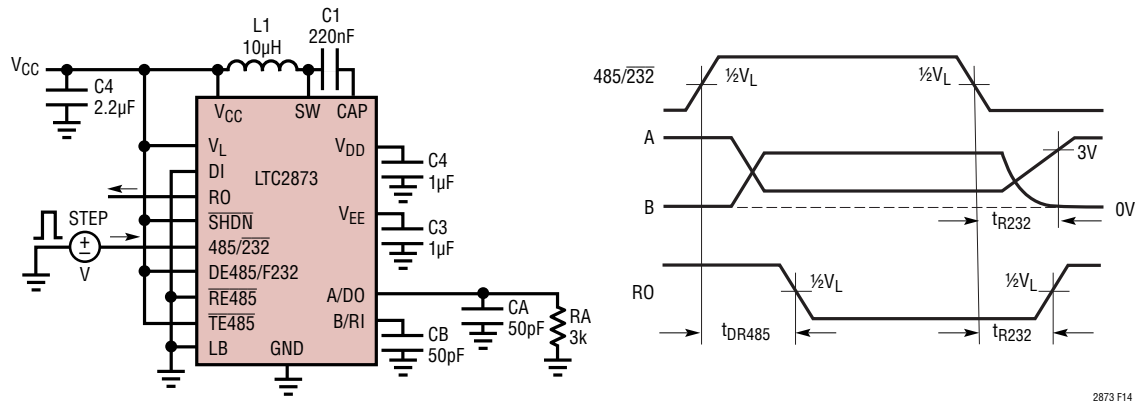 L1
10µH
C1
220nF
VCC
C4
2.2µF
VCC
SW
CAP
VL
DI
RO
SHDN
485/232
DE485/F232
RE485
TE485
LB
GND
LTC2873
VDD
VEE
A/DO
B/RI
C4
1µF
C3
1µF
STEP
+
−
V
CA
50pF
CB
50pF
RA
3k
485/232
½VL
½VL
A
B
3V
0V
tR232
RO
½VL
½VL
tDR485
tR232
2873 F14